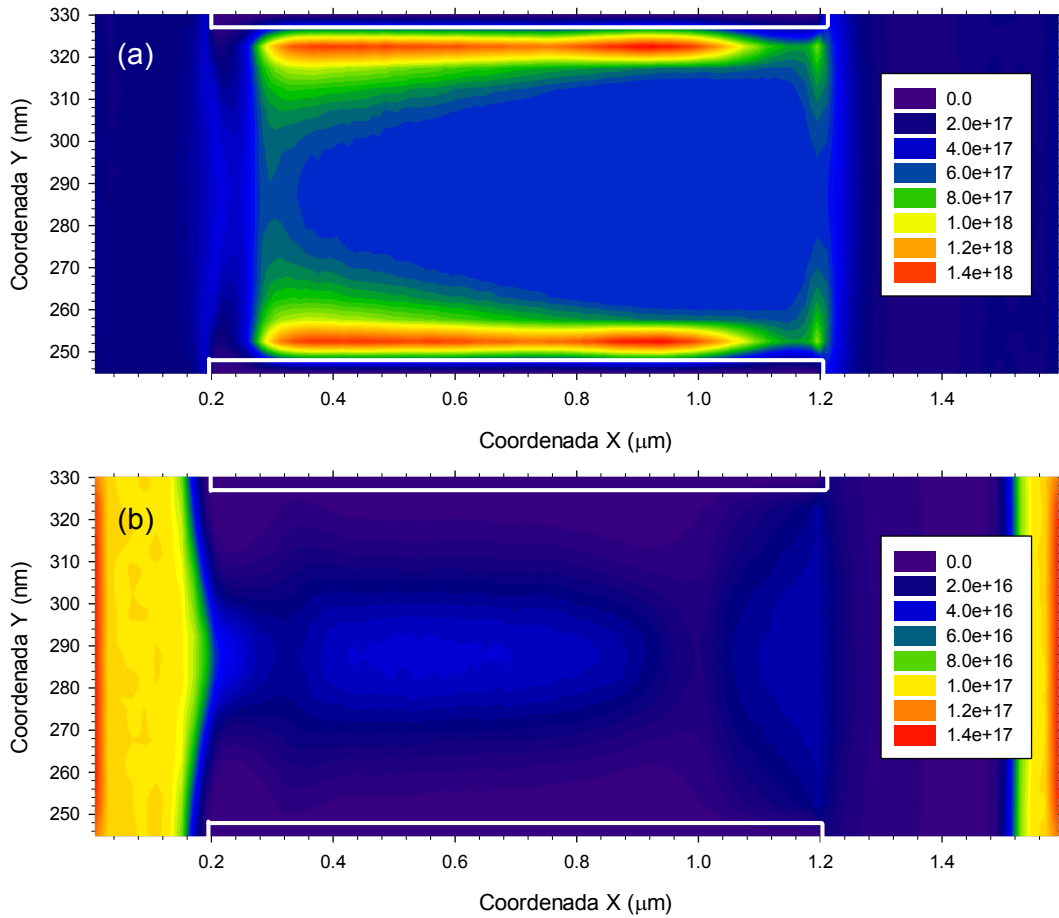 (a)
Coordenada Y (nm)
330
320
310
300
290
280
270
260
250
0.0
2.0e+17
4.0e+17
6.0e+17
8.0e+17
1.0e+18
1.2e+18
1.4e+18
0.2 0.4 0.6 0.8 1.0 1.2 1.4
Coordenada X (μm)
(b)
Coordenada Y (nm)
330
320
310
300
290
280
270
260
250
0.0
2.0e+16
4.0e+16
6.0e+16
8.0e+16
1.0e+17
1.2e+17
1.4e+17
0.2 0.4 0.6 0.8 1.0 1.2 1.4
Coordenada X (μm)